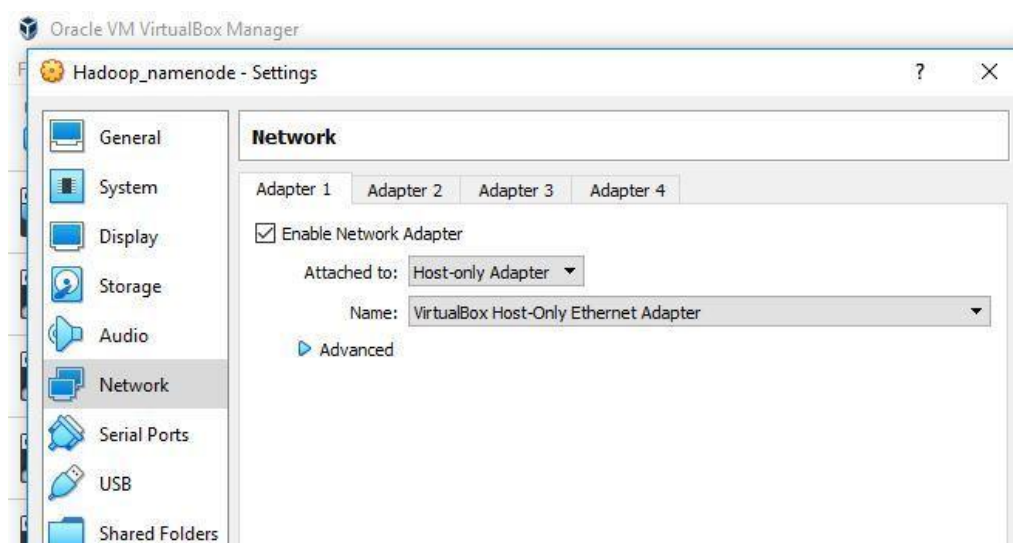 Oracle VM VirtualBox Manager
Hadoop_namenode - Settings
? X
General
System
Display
Storage
Audio
Network
Serial Ports
USB
Shared Folders
Network
Adapter 1 Adapter 2 Adapter 3 Adapter 4
Enable Network Adapter
Attached to: Host-only Adapter
Name: VirtualBox Host-Only Ethernet Adapter
Advanced